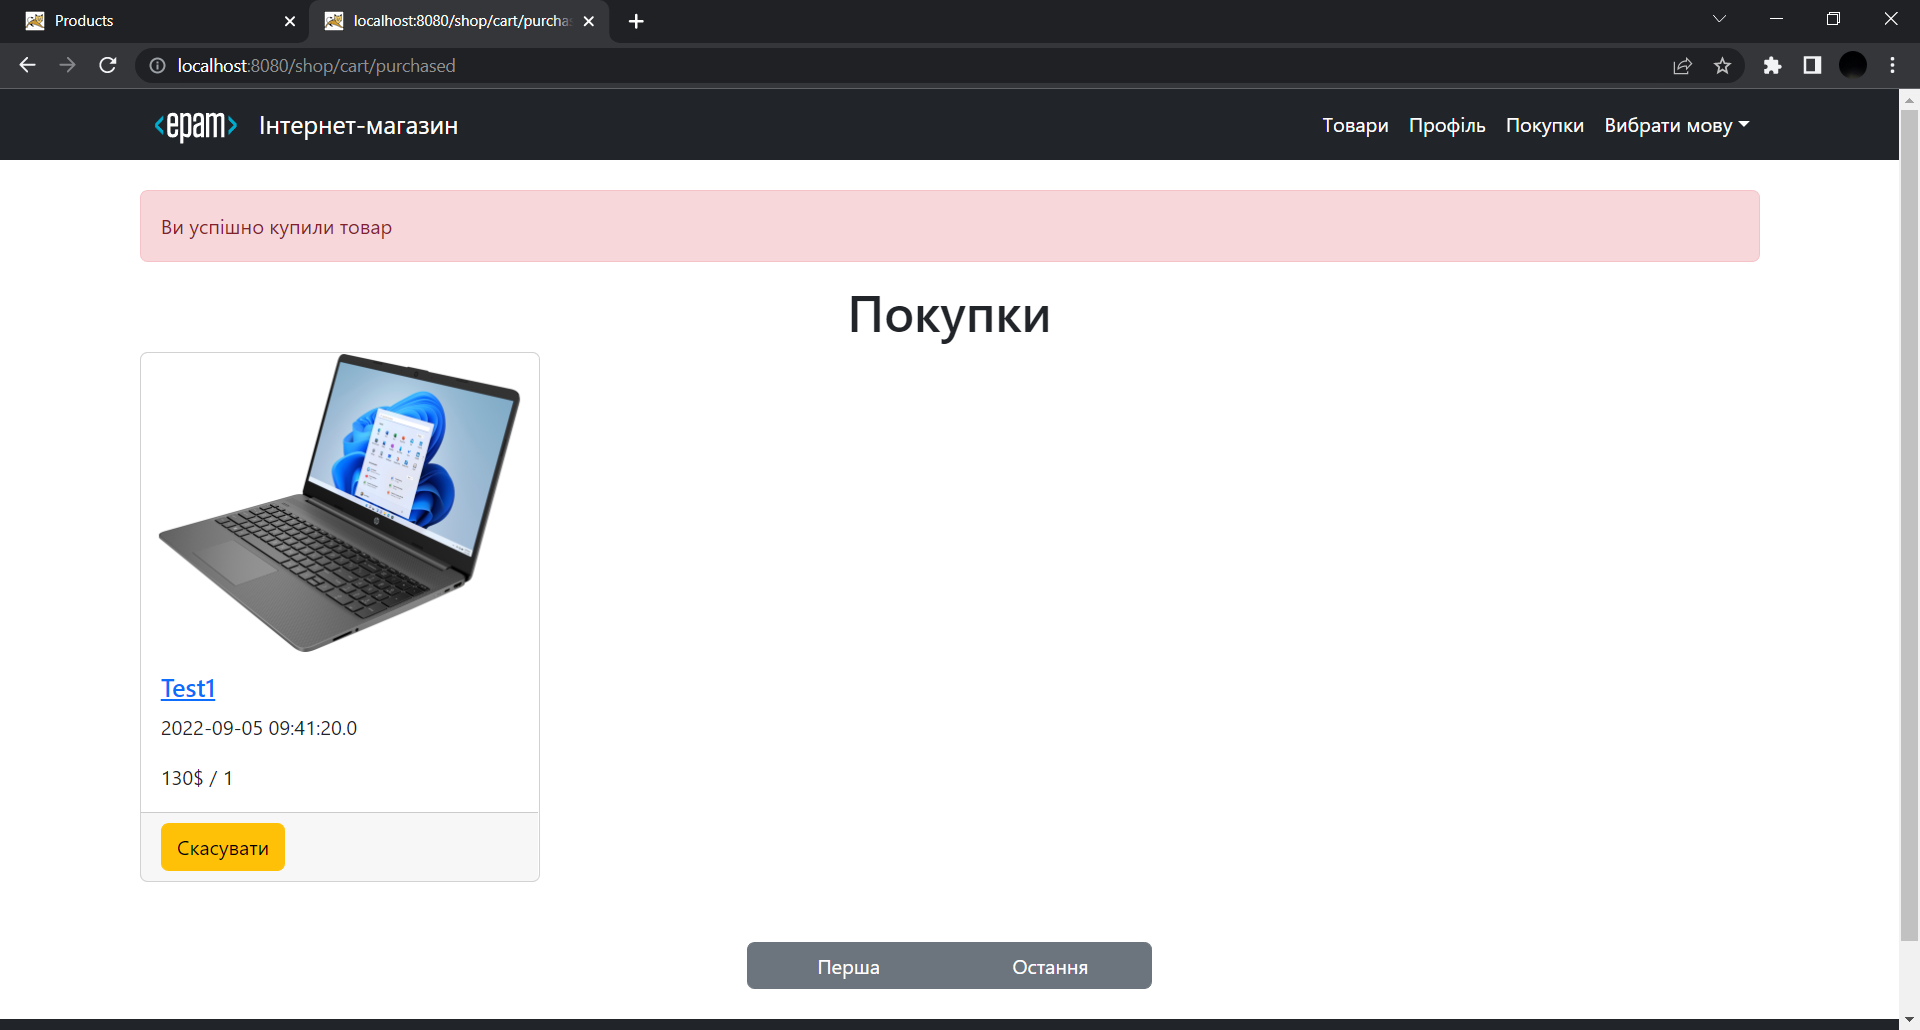 Products
localhost:8080/shop/cart/purcha
localhost:8080/shop/cart/purchased
<epam> Інтернет-магазин
Товари Профіль Покупки Вибрати мову
Ви успішно купили товар
Покупки
Test1
2022-09-05 09:41:20.0
130$ / 1
Скасувати
Перша Остання